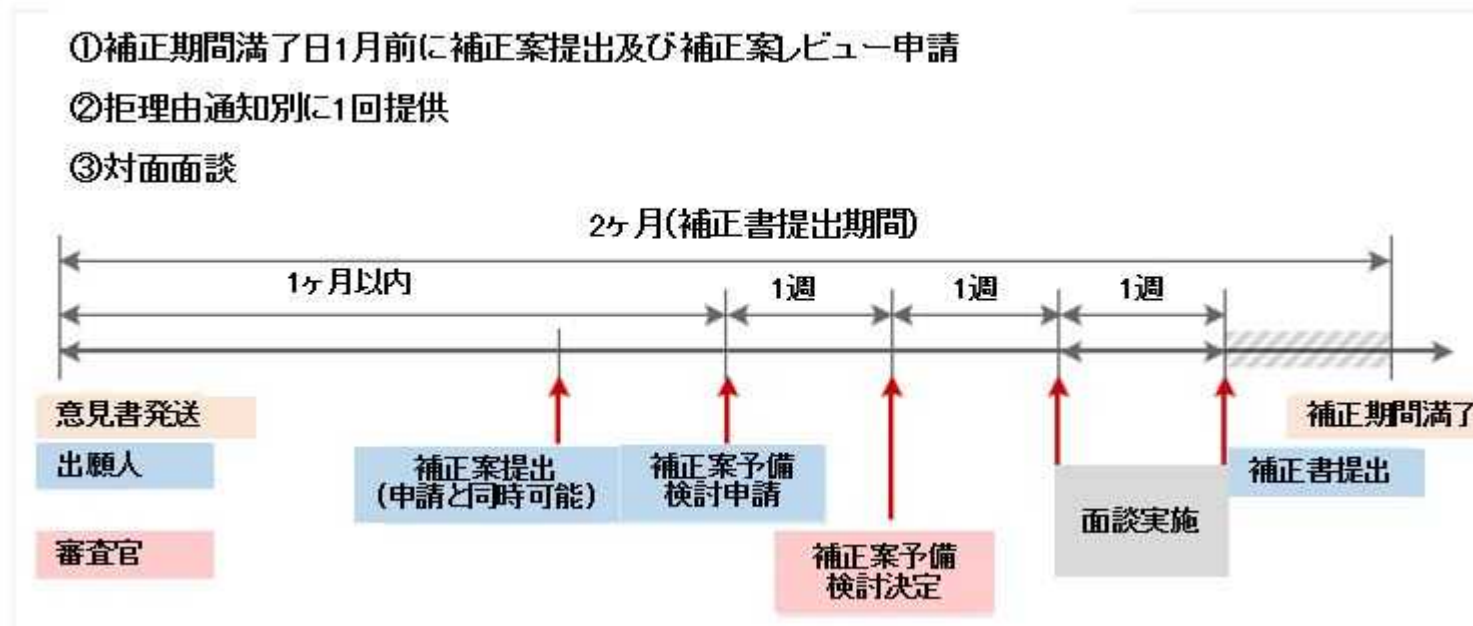 ①補正期間満了日1月前に補正案提出及び補正案レビュー申請
②拒理由通知別に1回提供
③対面面談
2ヶ月(補正書提出期間)
1ヶ月以内
1週
1週
1週
意見書発送
補正期間満了
出願人
補正案提出
(申請と同時可能)
補正案予備
検討申請
補正書提出
面談実施
審査官
補正案予備
検討決定